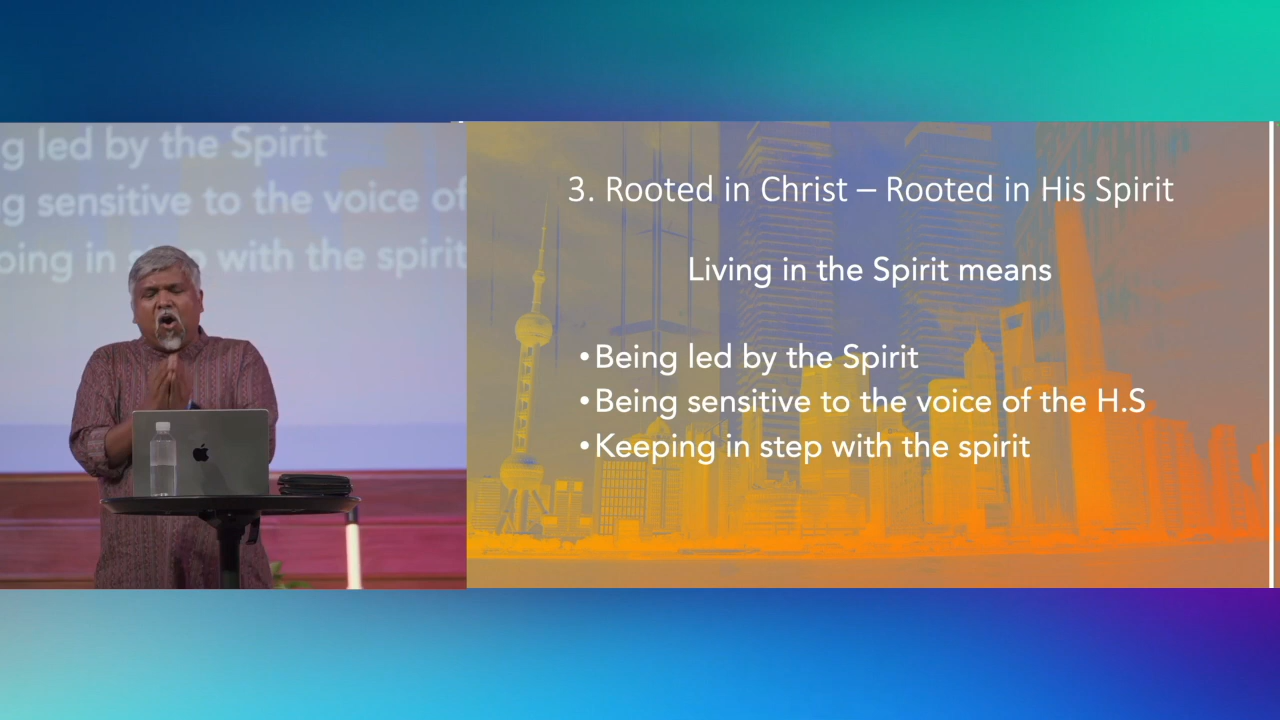 g led by the Spirit
g sensitive to the voice of
oing in step with the spirit
3. Rooted in Christ – Rooted in His Spirit
Living in the Spirit means
•Being led by the Spirit
•Being sensitive to the voice of the H.S
•Keeping in step with the spirit